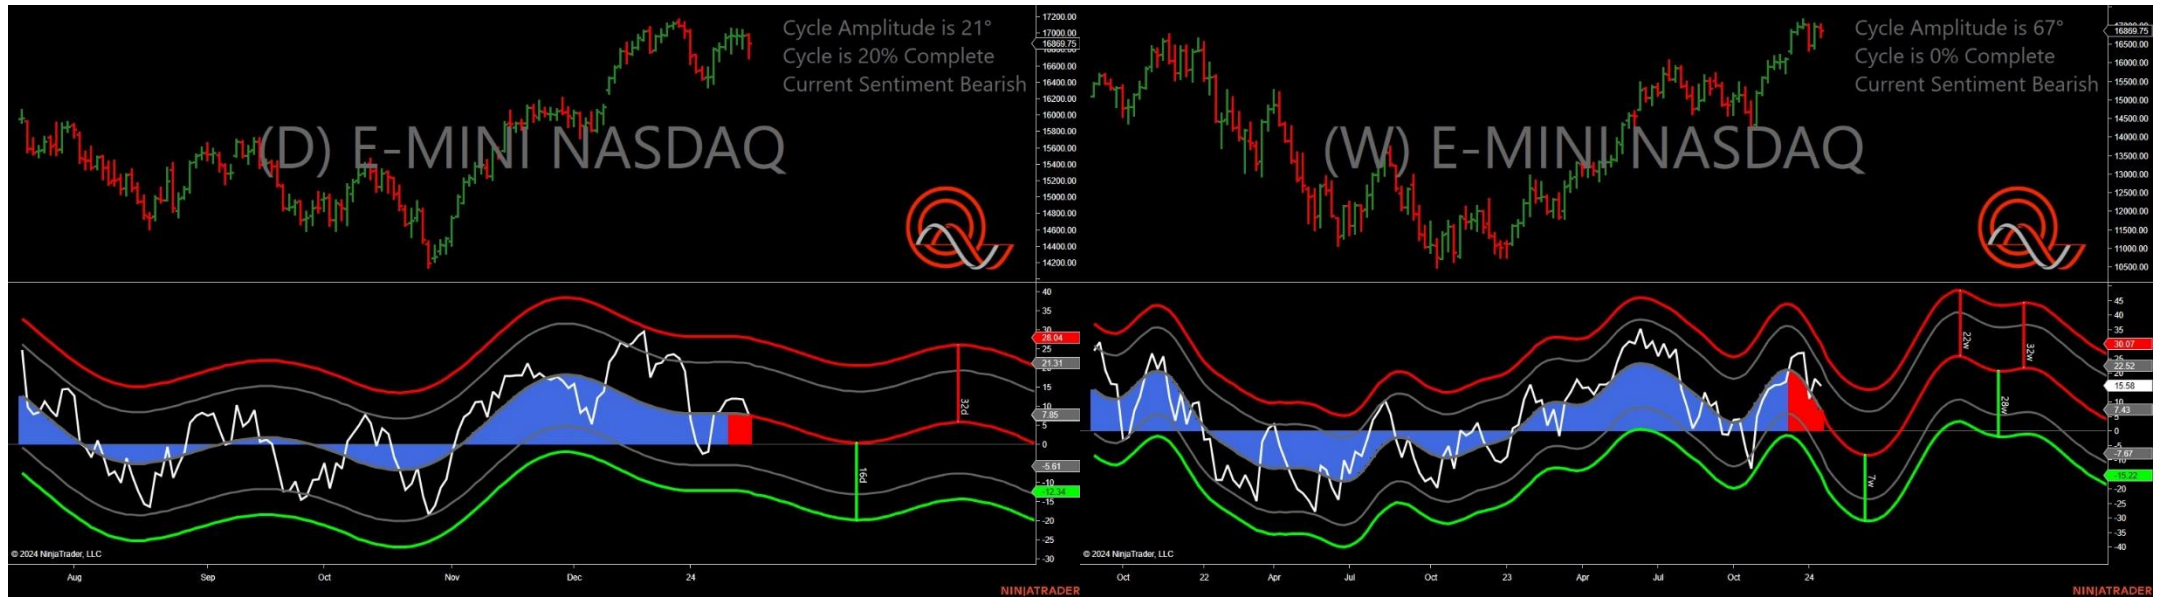 Cycle Amplitude is 21°
Cycle is 20% Complete
Current Sentiment Bearish
(D) E-MINI NASDAQ
17200.00
17000.00
16869.75
16600.00
16400.00
16200.00
16000.00
15800.00
15600.00
15400.00
15200.00
15000.00
14800.00
14600.00
14400.00
14200.00
40
35
30
28.04
25
21.31
15
10
7.85
5
0
-5.61
-10
-12.34
-15
-20
-25
-30
32d
16d
© 2024 NinjaTrader, LLC
Aug
Sep
Oct
Nov
Dec
24
NINJATRADER
Cycle Amplitude is 67°
Cycle is 0% Complete
Current Sentiment Bearish
(W) E-MINI NASDAQ
16869.75
16500.00
16000.00
15500.00
15000.00
14500.00
14000.00
13500.00
13000.00
12500.00
12000.00
11500.00
11000.00
10500.00
45
40
35
30.07
25
22.52
15.58
10
7.43
5
0
-5
-7.67
-15.22
-20
-25
-30
-35
-40
22w
32w
28w
7w
© 2024 NinjaTrader, LLC
Oct
22
Apr
Jul
Oct
23
Apr
Jul
Oct
24
NINJATRADER